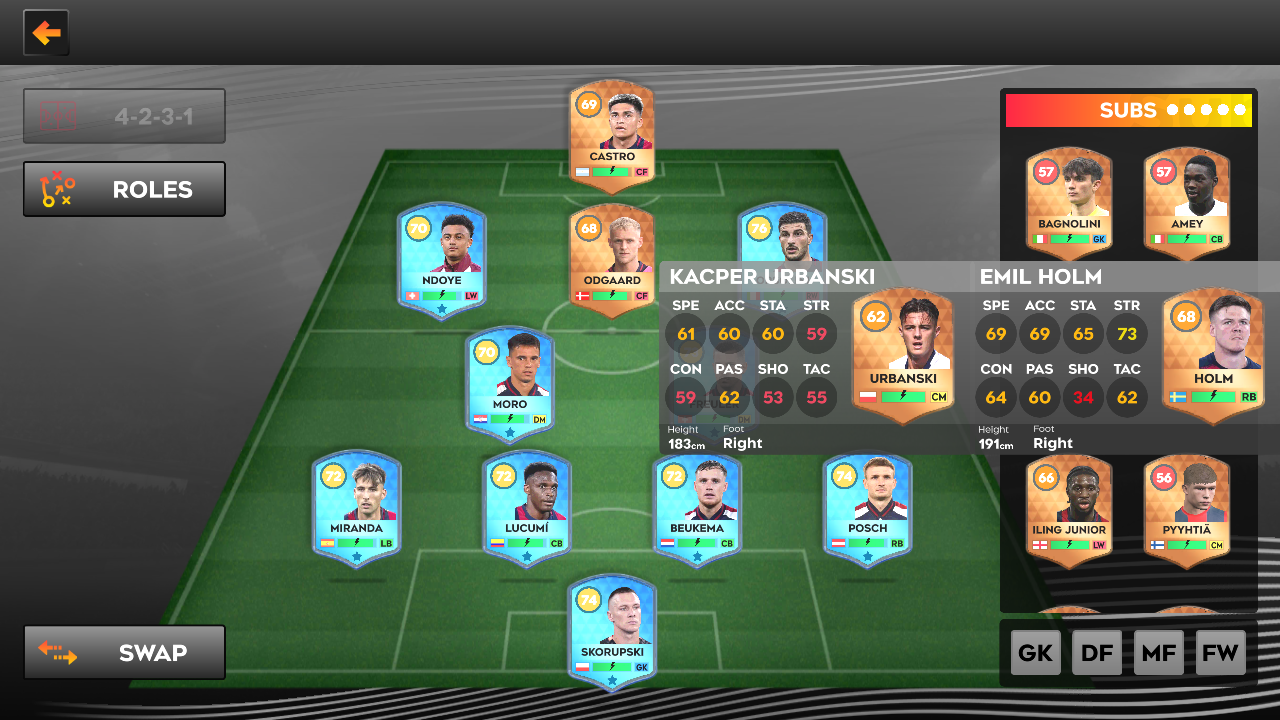 4-2-3-1
ROLES
SWAP
69
CASTRO
CF
70
NDOYE
LW
68
ODGAARD
CF
76
70
MORO
DM
72
MIRANDA
LB
72
LUCUMÍ
CB
72
BEUKEMA
CB
74
POSCH
RB
74
SKORUPSKI
GK
SUBS
57
BAGNOLINI
GK
57
AMEY
CB
KACPER URBANSKI
SPE ACC STA STR
61 60 60 59
CON PAS SHO TAC
59 62 53 55
Height Foot
183cm Right
62
URBANSKI
CM
EMIL HOLM
SPE ACC STA STR
69 69 65 73
CON PAS SHO TAC
64 60 34 62
Height Foot
191cm Right
68
HOLM
RB
66
ILING JUNIOR
LW
56
PYYHTIÄ
CM
GK DF MF FW